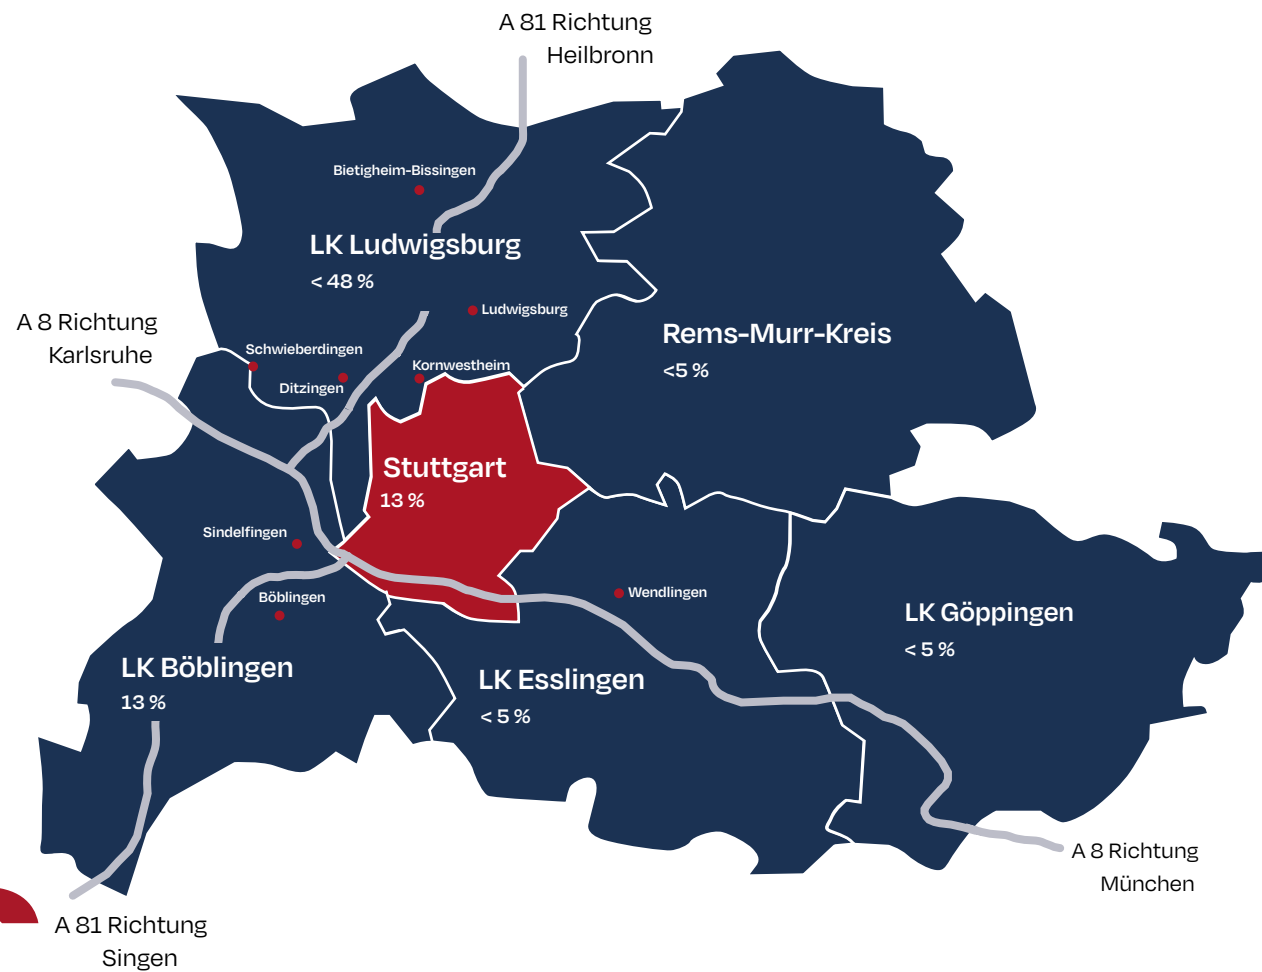 A 81 Richtung
Heilbronn
Bietigheim-Bissingen
LK Ludwigsburg
< 48 %
Ludwigsburg
A 8 Richtung
Karlsruhe
Schwieberdingen
Ditzingen
Kornwestheim
Rems-Murr-Kreis
<5 %
Stuttgart
13 %
Sindelfingen
Böblingen
Wendlingen
LK Göppingen
< 5 %
LK Böblingen
13 %
LK Esslingen
< 5 %
A 8 Richtung
München
A 81 Richtung
Singen